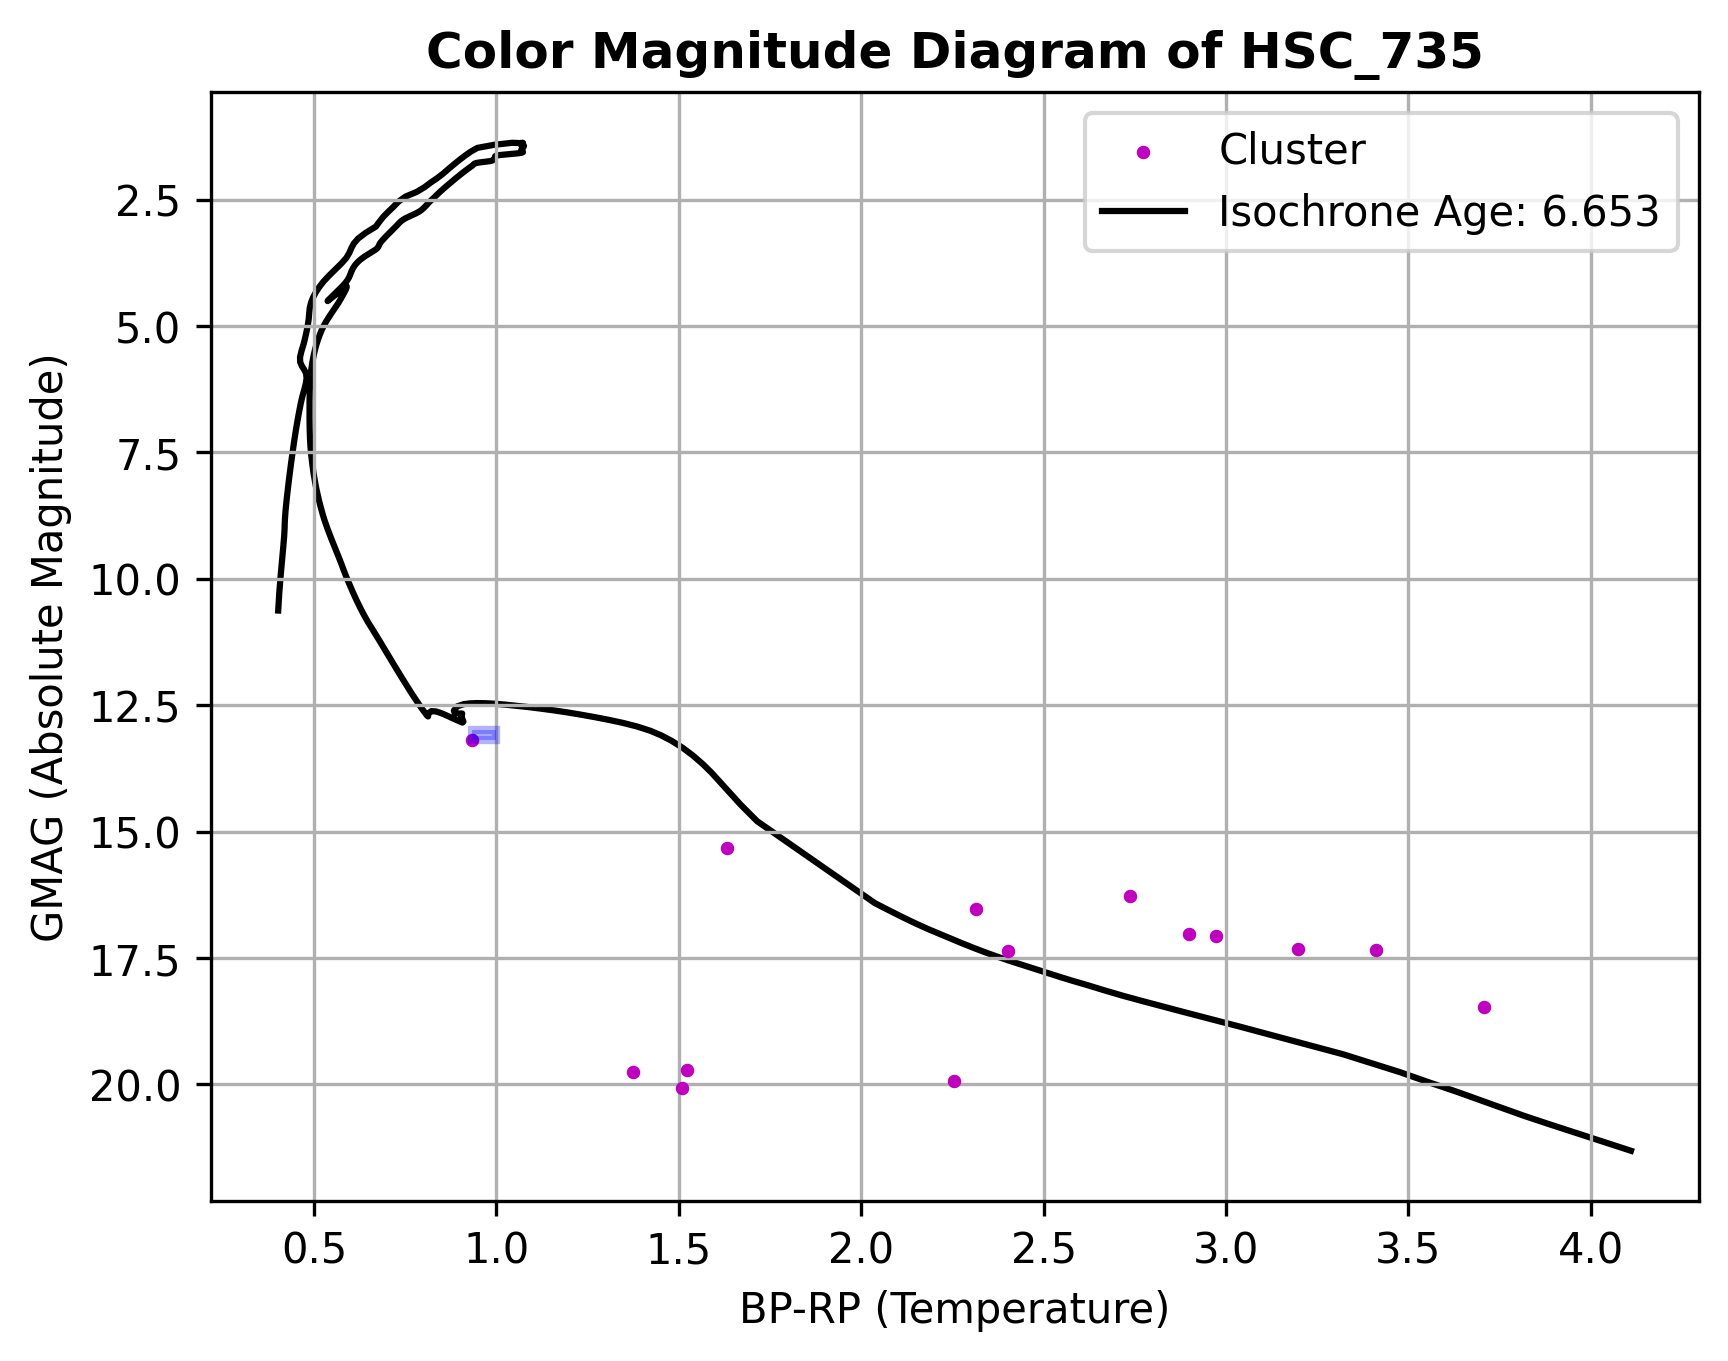 Color Magnitude Diagram of HSC_735
Cluster
Isochrone Age: 6.653
GMAG (Absolute Magnitude)
2.5
5.0
7.5
10.0
12.5
15.0
17.5
20.0
0.5 1.0 1.5 2.0 2.5 3.0 3.5 4.0
BP-RP (Temperature)